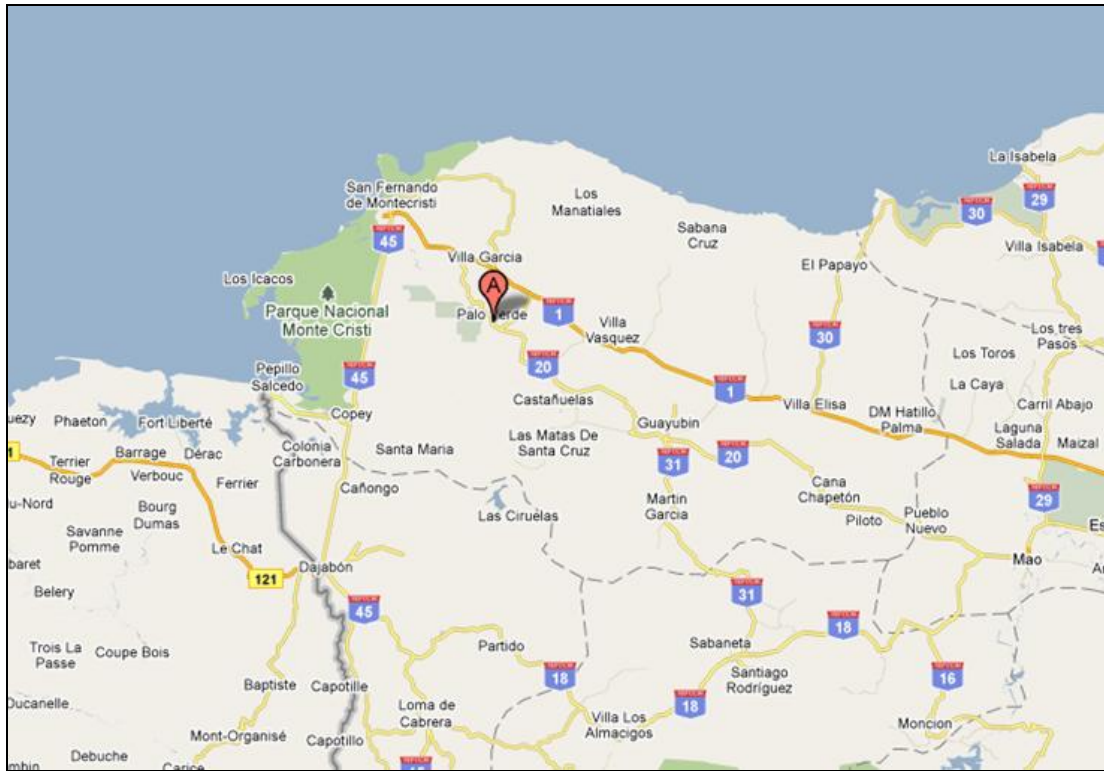 La Isabela
San Fernando
de Montecristi
Los
Manatiales
29
30
45
Sabana
Cruz
Villa Isabela
Villa Garcia
El Papayo
Los Icacos
A
Parque Nacional
Monte Cristi
Palo Verde
1
Villa
Vasquez
30
Los tres
Pasos
Los Toros
Pepillo
Salcedo
45
20
La Caya
1
Castañuelas
Villa Elisa
Carril Abajo
Phaeton
Fort Liberté
Copey
Guayubin
DM Hatillo
Palma
Laguna
Salada
Maizal
Colonia
Carbonera
Santa Maria
Las Matas De
Santa Cruz
Barrage
Dérac
Terrier
Rouge
Verbouc
Ferrier
31
20
Cañongo
Cana
Chapetón
29
Bourg
Dumas
Martin
Garcia
Las Ciruelas
Piloto
Pueblo
Nuevo
Savanne
Pomme
Le Chat
Mao
Dajabón
121
Belery
31
45
18
Trois La
Passe
Coupe Bois
Partido
Sabaneta
18
Santiago
Rodríguez
16
Baptiste
Capotille
18
Loma de
Cabrera
Villa Los
Almacigos
Moncion
Mont-Organisé
Capotillo
Debuche
Carice